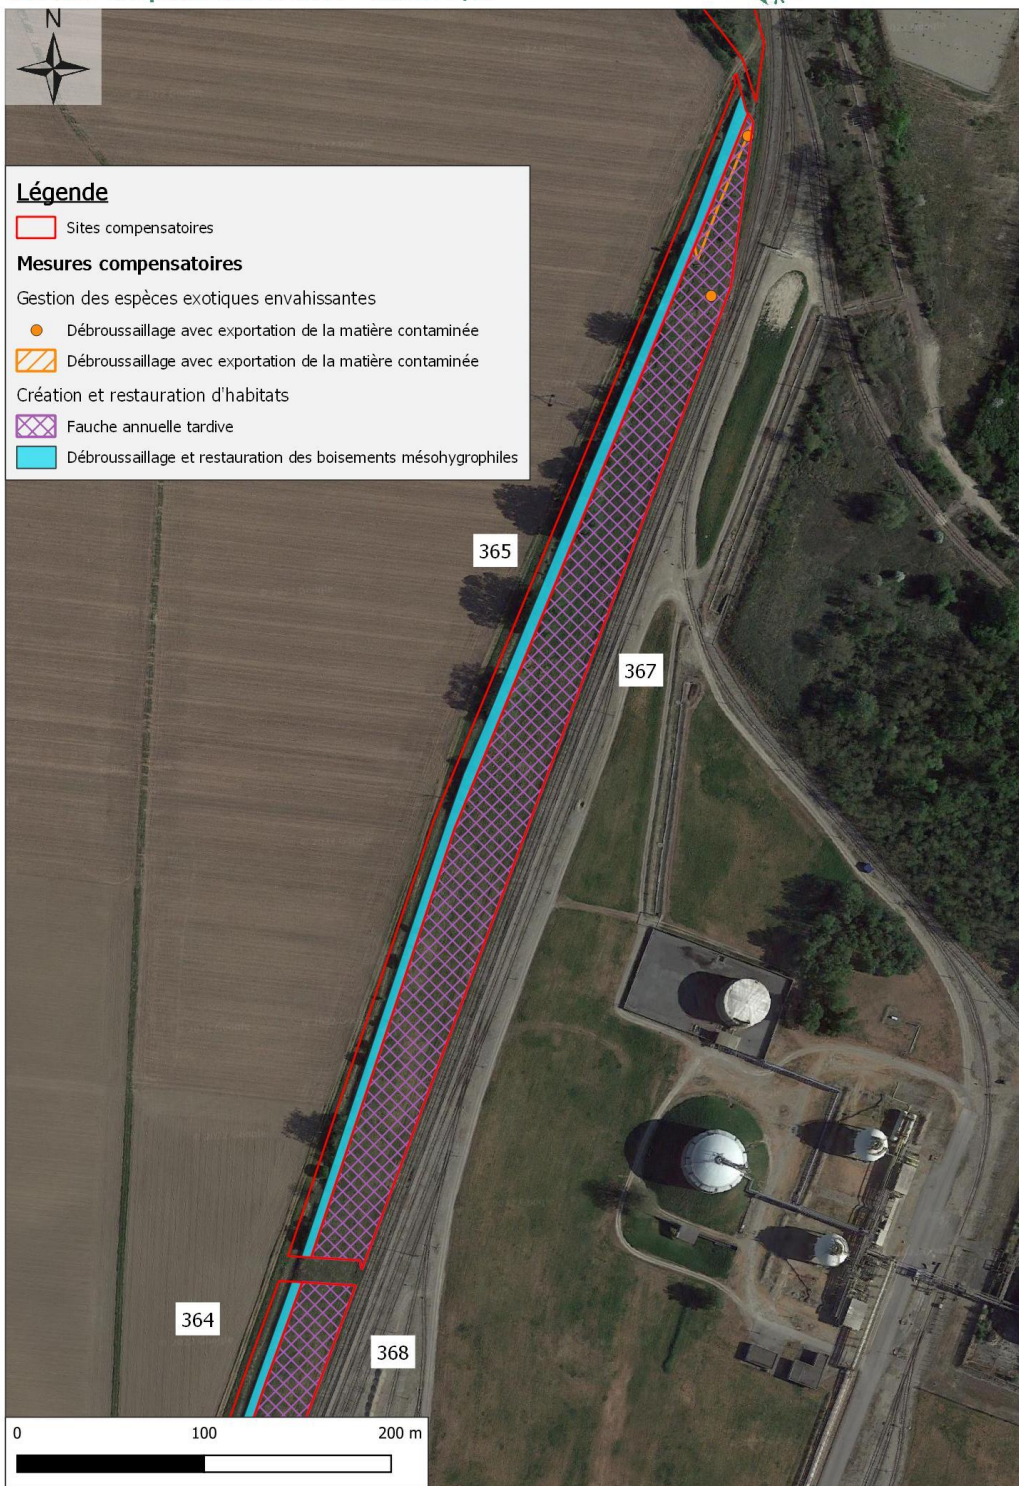 N
Légende
Sites compensatoires
Mesures compensatoires
Gestion des espèces exotiques envahissantes
Débroussaillage avec exportation de la matière contaminée
Débroussaillage avec exportation de la matière contaminée
Création et restauration d'habitats
Fauche annuelle tardive
Débroussaillage et restauration des boisements mésohygrophiles
365
367
364
368
0 100 200 m